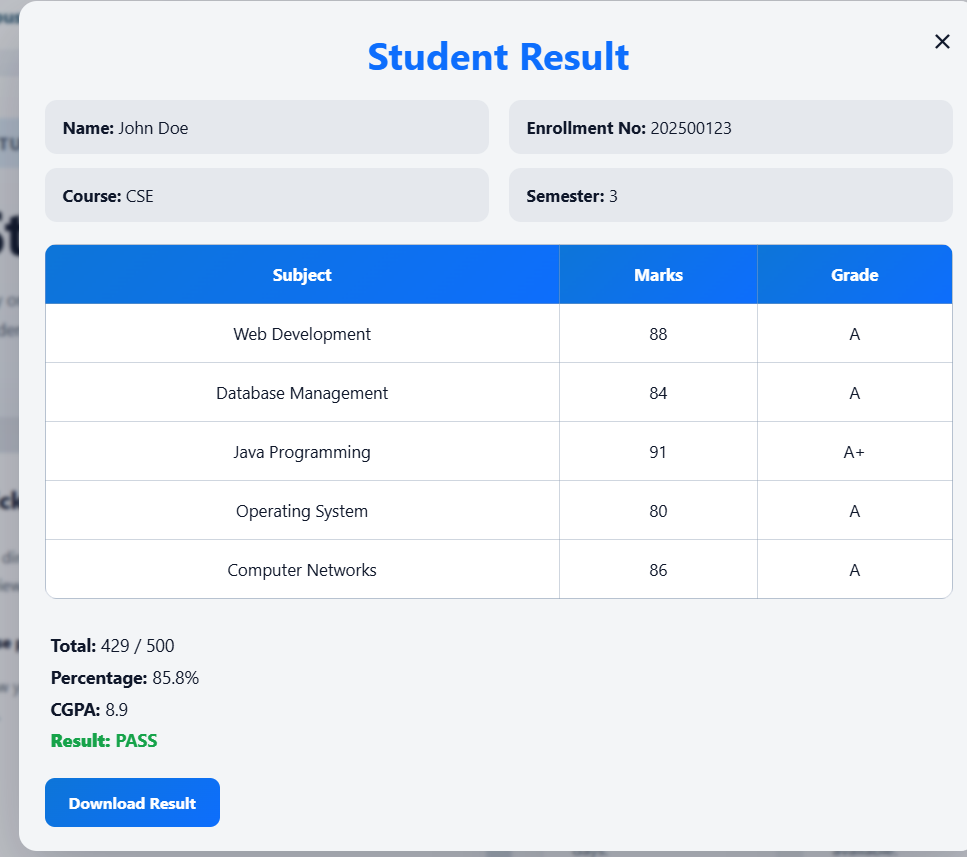 Student Result
Name: John Doe
Enrollment No: 202500123
Course: CSE
Semester: 3
Subject Marks Grade
Web Development 88 A
Database Management 84 A
Java Programming 91 A+
Operating System 80 A
Computer Networks 86 A
Total: 429 / 500
Percentage: 85.8%
CGPA: 8.9
Result: PASS
Download Result